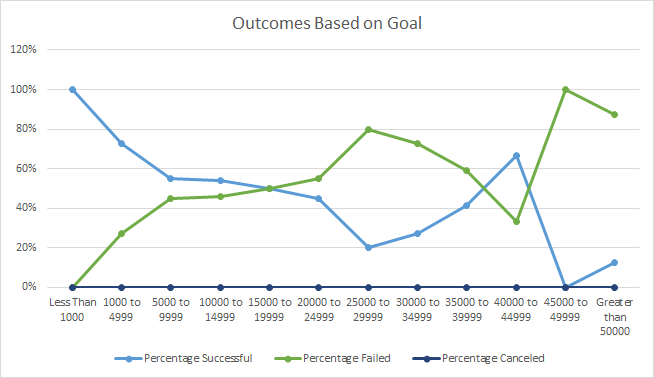 Outcomes Based on Goal
120%
100%
80%
60%
40%
20%
0%
Less Than 1000 to 5000 to 10000 to 15000 to 20000 to 25000 to 30000 to 35000 to 40000 to 45000 to Greater
1000 4999 9999 14999 19999 24999 29999 34999 39999 44999 49999 than
50000
Percentage Successful Percentage Failed Percentage Canceled